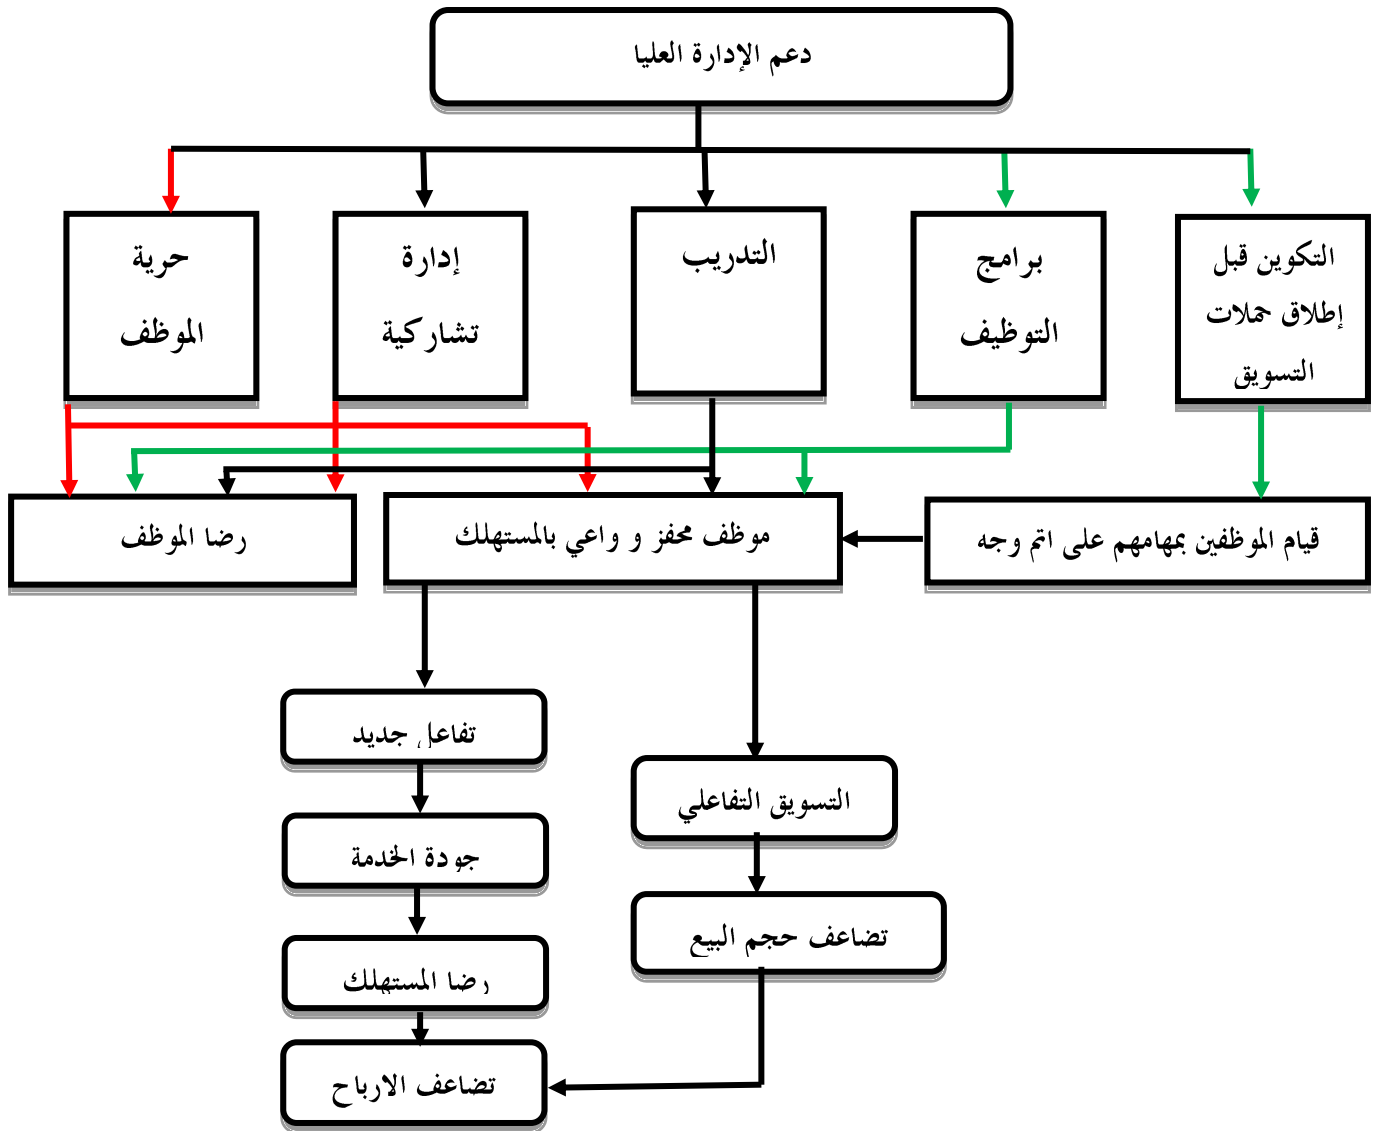 دعم الإدارة العليا
التكوين قبل
إطلاق حملات
التسويق
برامج
التوظيف
التدريب
إدارة
تشاركية
حرية
الموظف
قيام الموظفين بمهامهم على اتم وجه
موظف محفز و واعي بالمستهلك
رضا الموظف
تفاعل جديد
التسويق التفاعلي
جودة الخدمة
تضاعف حجم البيع
رضا المستهلك
تضاعف الارباح